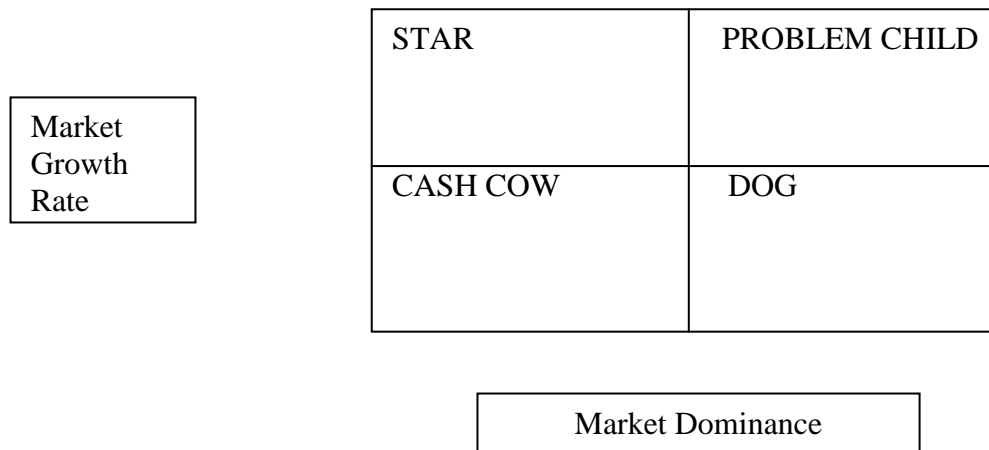 STAR
PROBLEM CHILD
Market
Growth
Rate
CASH COW
DOG
Market Dominance